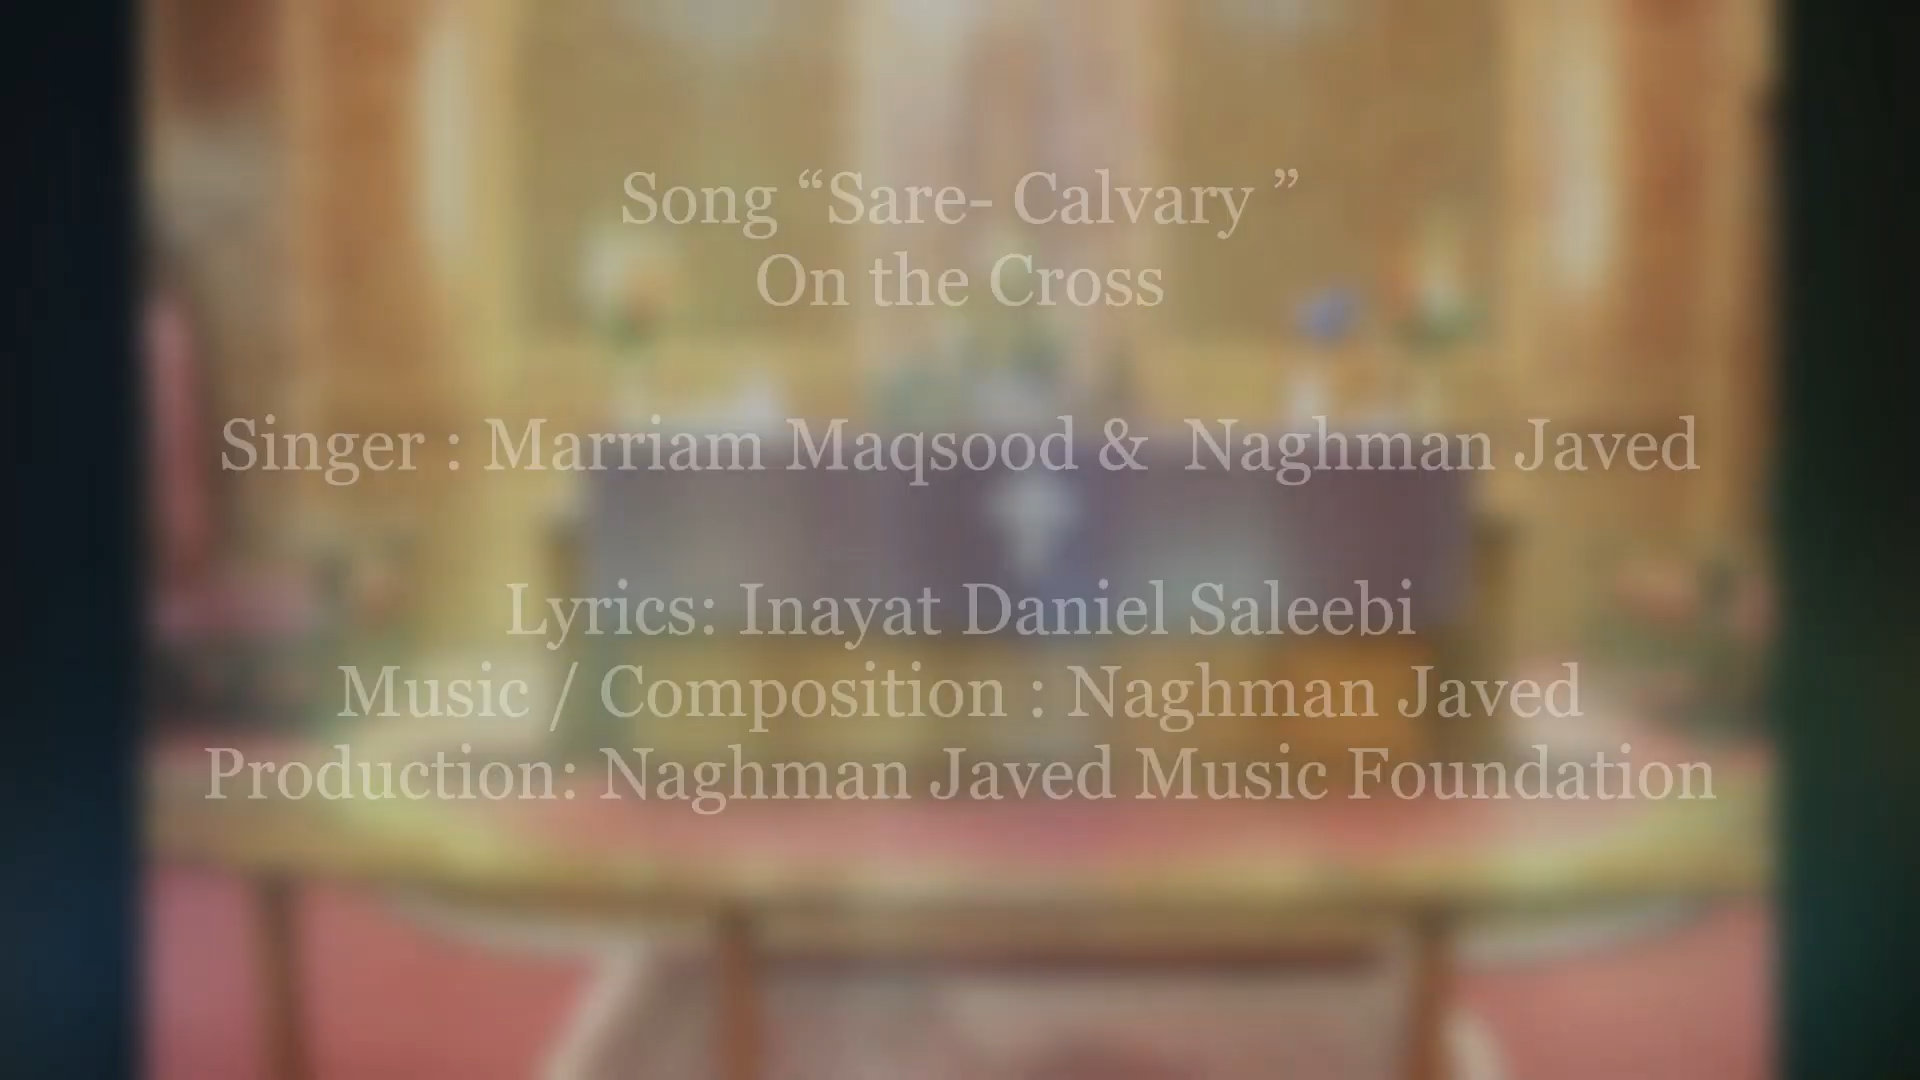 Song “Sare- Calvary ”
On the Cross
Singer : Marriam Maqsood & Naghman Javed
Lyrics: Inayat Daniel Saleebi
Music / Composition : Naghman Javed
Production: Naghman Javed Music Foundation